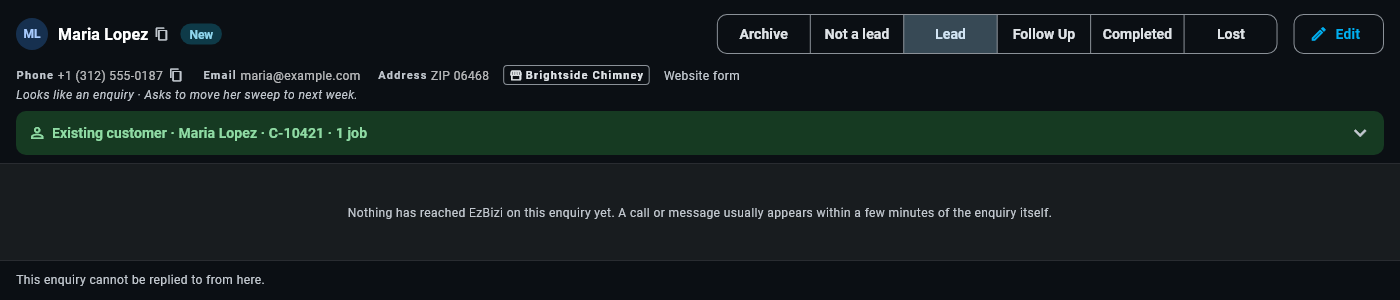 ML Maria Lopez New Archive Not a lead Lead Follow Up Completed Lost Edit
Phone +1 (312) 555-0187 Email maria@example.com Address ZIP 06468 Brightside Chimney Website form
Looks like an enquiry · Asks to move her sweep to next week.
Existing customer · Maria Lopez · C-10421 · 1 job
Nothing has reached EzBizi on this enquiry yet. A call or message usually appears within a few minutes of the enquiry itself.
This enquiry cannot be replied to from here.